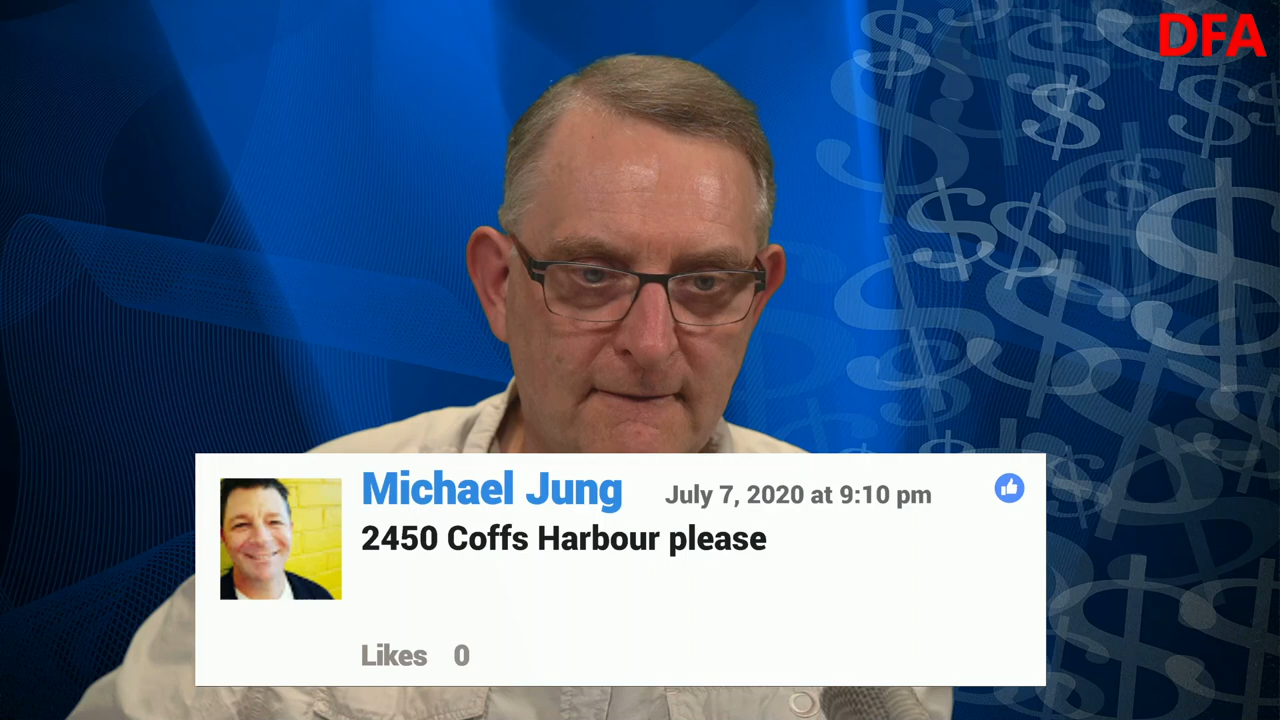 DFA
Michael Jung July 7, 2020 at 9:10 pm
2450 Coffs Harbour please
Likes 0